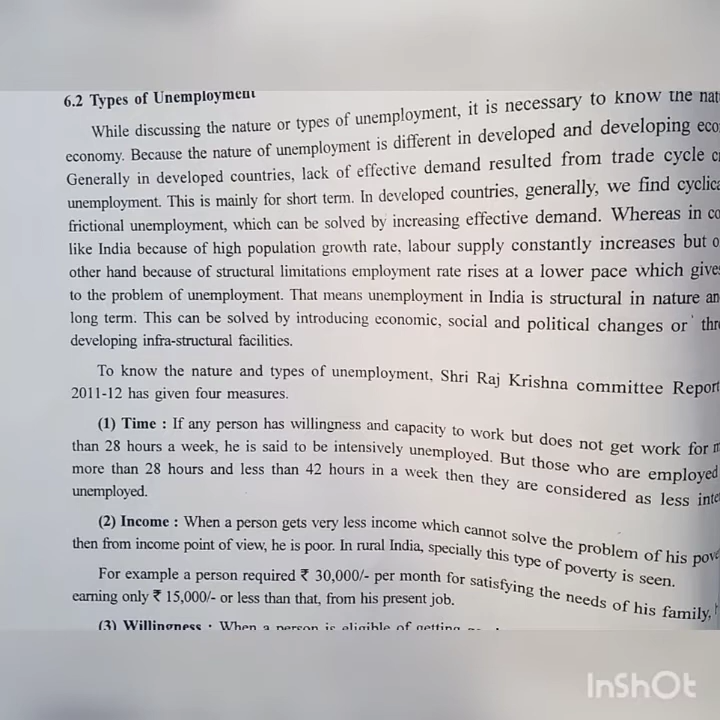 6.2 Types of Unemployment
While discussing the nature or types of unemployment, it is necessary to know the
economy. Because the nature of unemployment is different in developed and developing
Generally in developed countries, lack of effective demand resulted from trade cycle
unemployment. This is mainly for short term. In developed countries, generally, we find
frictional unemployment, which can be solved by increasing effective demand. Whereas in
like India because of high population growth rate, labour supply constantly increases but
other hand because of structural limitations employment rate rises at a lower pace which
to the problem of unemployment. That means unemployment in India is structural in nature
long term. This can be solved by introducing economic, social and political changes or
developing infra-structural facilities.
To know the nature and types of unemployment, Shri Raj Krishna committee Report
2011-12 has given four measures.
(1) Time : If any person has willingness and capacity to work but does not get work for
than 28 hours a week, he is said to be intensively unemployed. But those who are employed
more than 28 hours and less than 42 hours in a week then they are considered as less
unemployed.
(2) Income : When a person gets very less income which cannot solve the problem of his
then from income point of view, he is poor. In rural India, specially this type of poverty is seen.
For example a person required ₹ 30,000/- per month for satisfying the needs of his family,
earning only ₹ 15,000/- or less than that, from his present job.
(3) Willingness : When a person is eligible of getting
InShOt